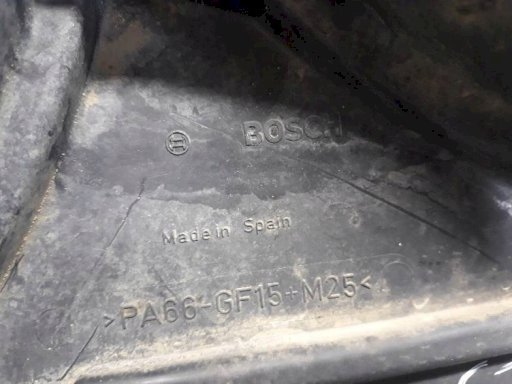 BOSCH
Made in Spain
>PA66-GF15+M25<